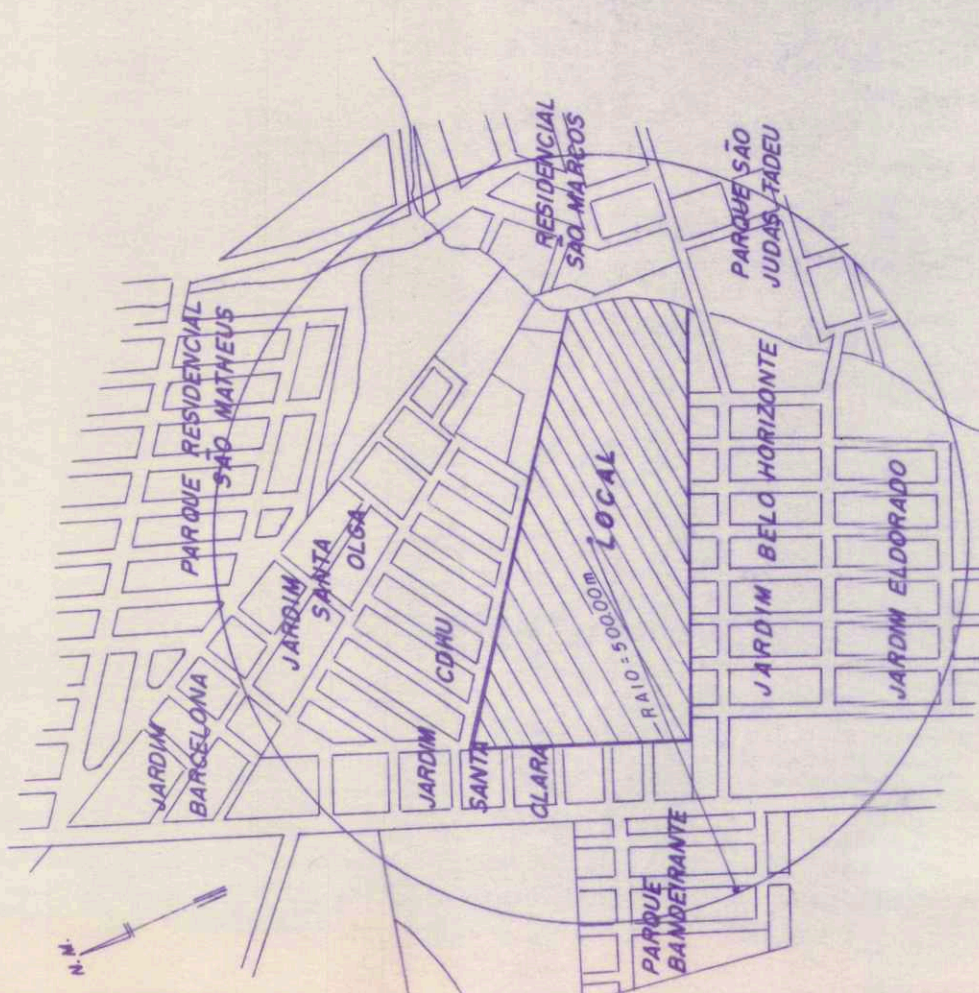 RESIDENCIAL
SÃO MARCOS
PARQUE SÃO
JUDAS TADEU
PARQUE RESIDENCIAL
SÃO MATHEUS
JARDIM
SANTA
OLGA
LOCAL
RAIO = 500,00m
CDHU
JARDIM BELO HORIZONTE
JARDIM ELDORADO
JARDIM
BARCELONA
JARDIM
SANTA
CLARA
PARQUE
BANDEIRANTE
N.M.